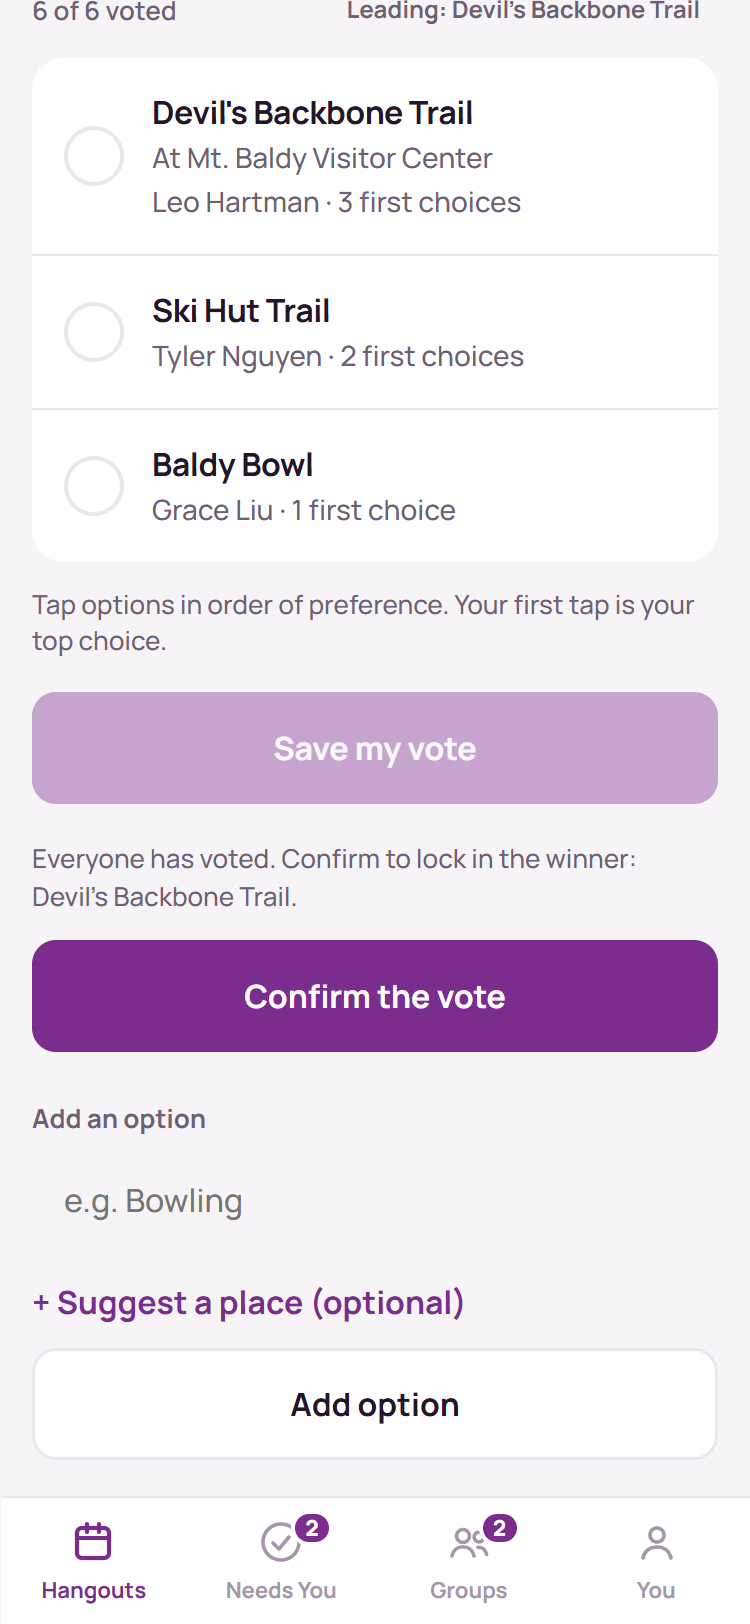 6 of 6 voted
Leading: Devil's Backbone Trail
Devil's Backbone Trail
At Mt. Baldy Visitor Center
Leo Hartman · 3 first choices
Ski Hut Trail
Tyler Nguyen · 2 first choices
Baldy Bowl
Grace Liu · 1 first choice
Tap options in order of preference. Your first tap is your
top choice.
Save my vote
Everyone has voted. Confirm to lock in the winner:
Devil's Backbone Trail.
Confirm the vote
Add an option
e.g. Bowling
+ Suggest a place (optional)
Add option
2
2
Hangouts
Needs You
Groups
You